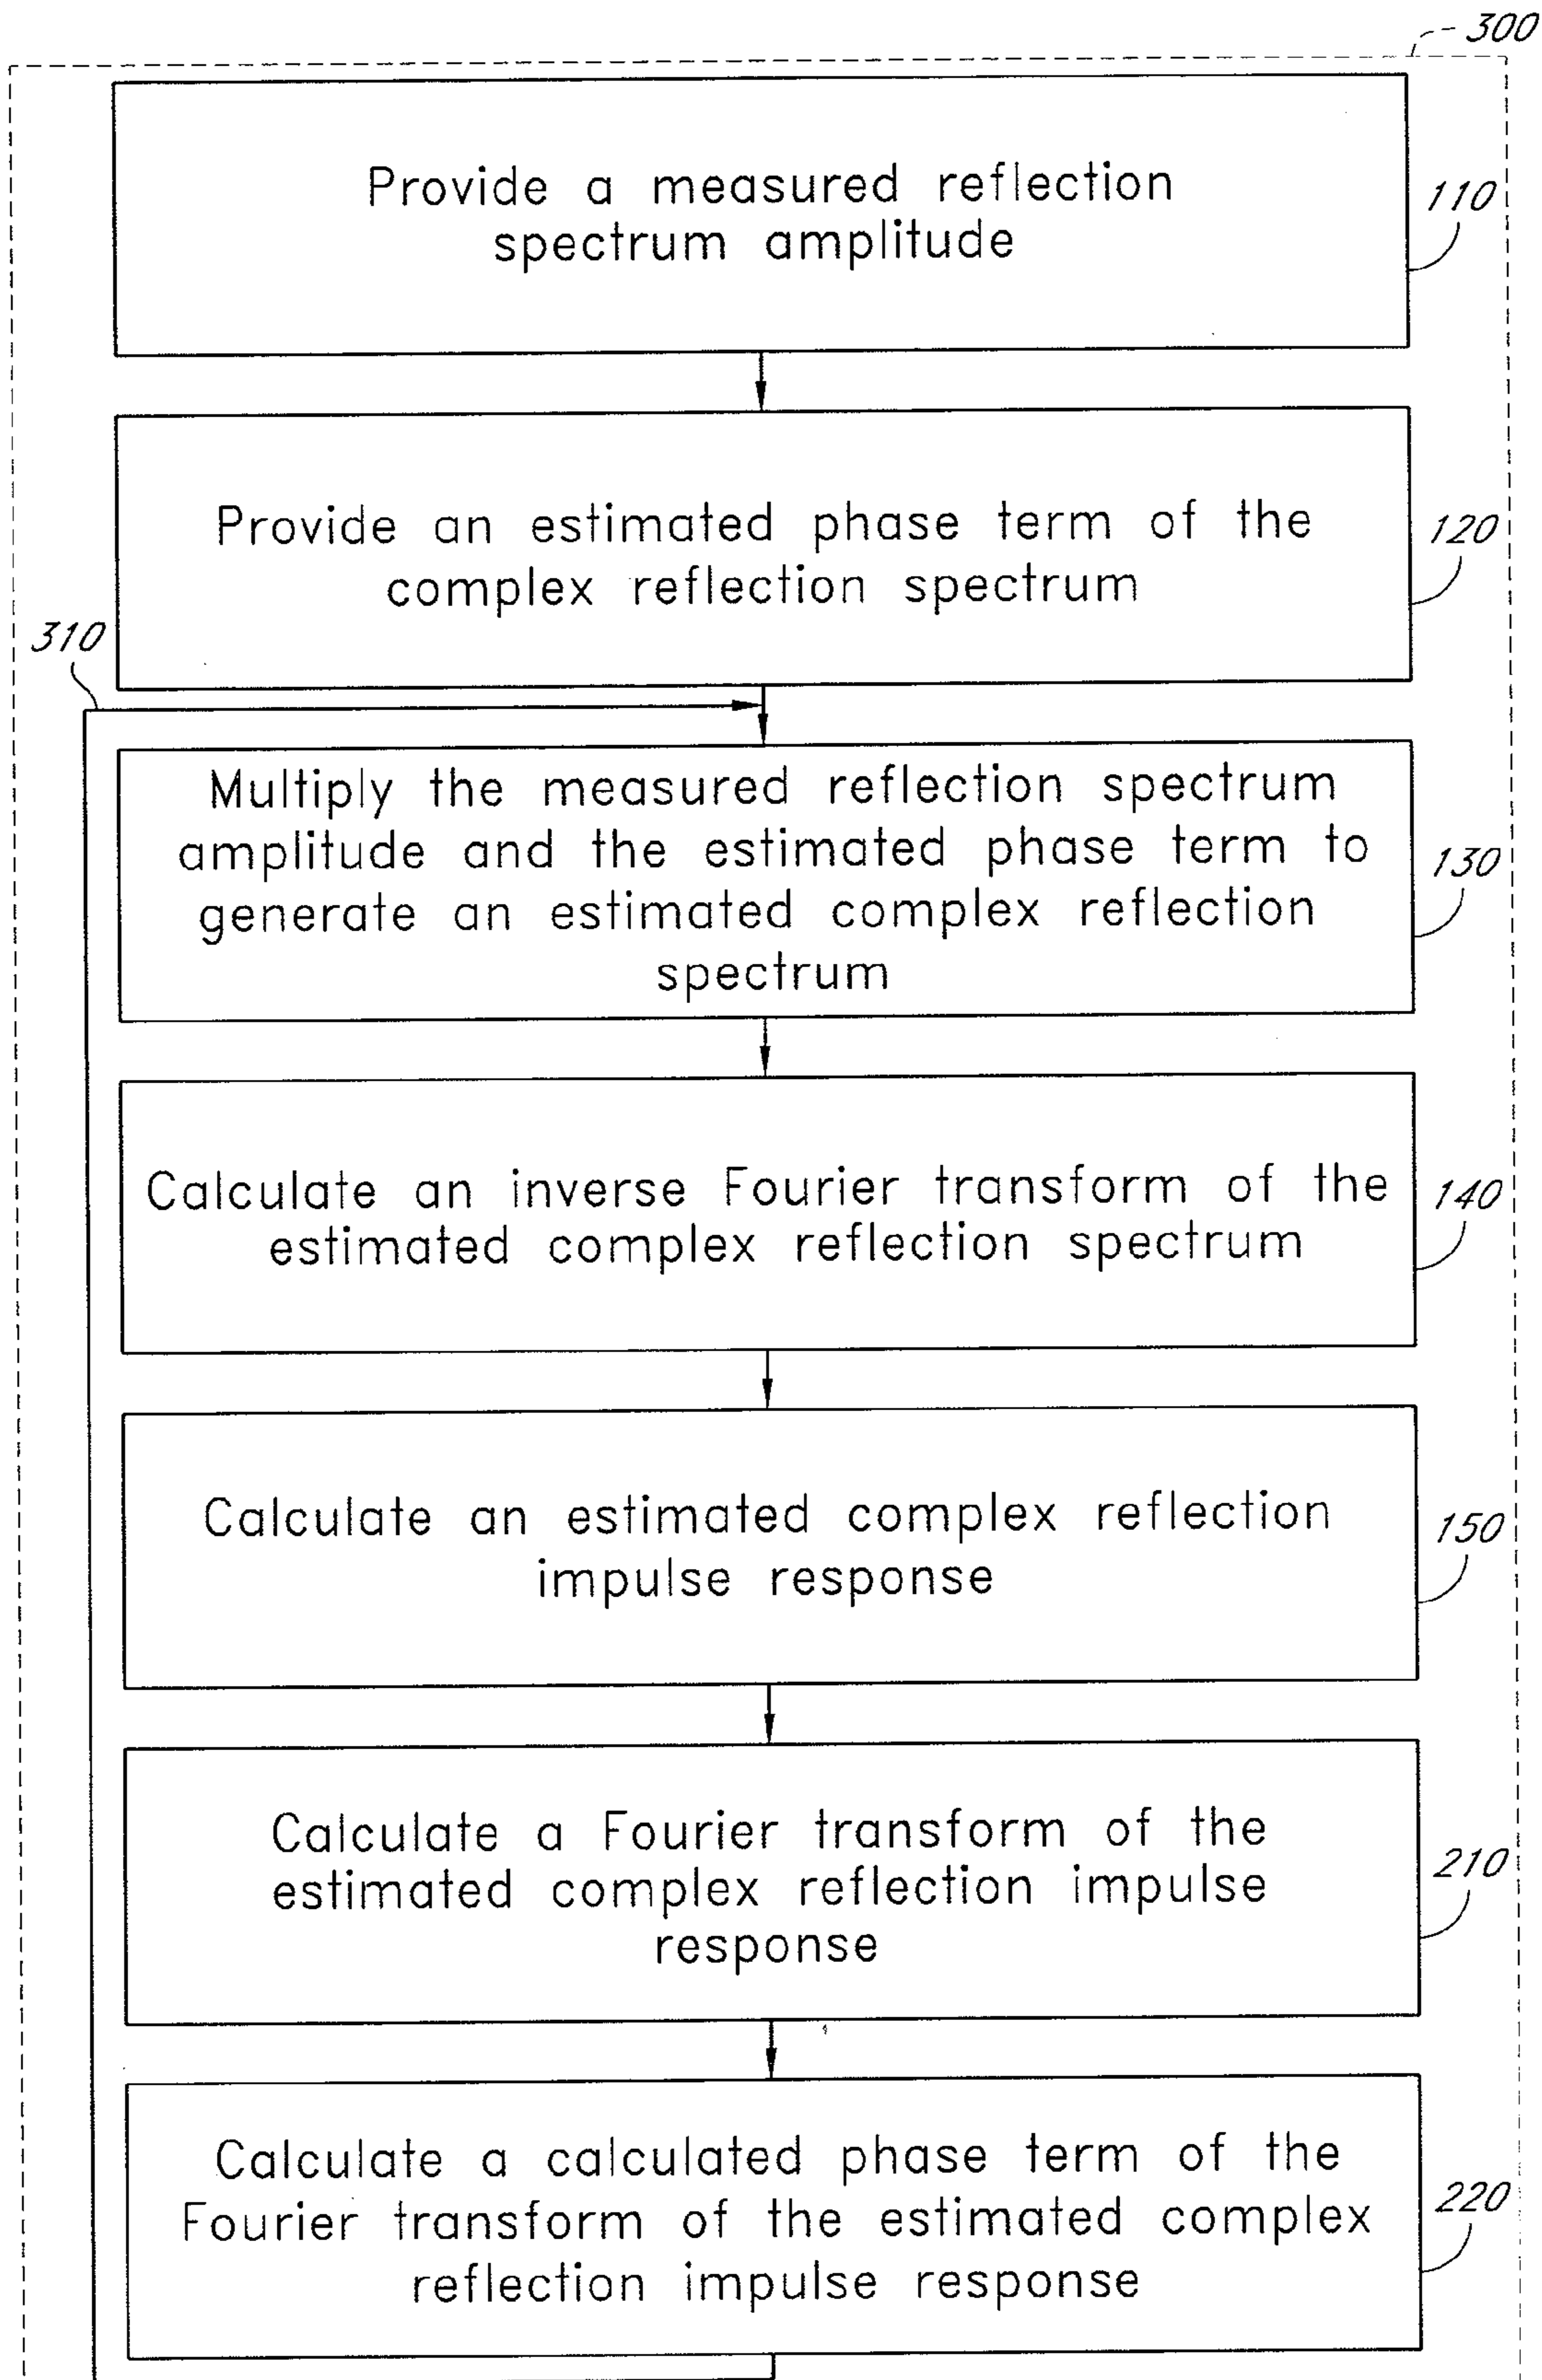 300
Provide a measured reflection
spectrum amplitude
110
Provide an estimated phase term of the
complex reflection spectrum
120
310
Multiply the measured reflection spectrum
amplitude and the estimated phase term to
generate an estimated complex reflection
spectrum
130
Calculate an inverse Fourier transform of the
estimated complex reflection spectrum
140
Calculate an estimated complex reflection
impulse response
150
Calculate a Fourier transform of the
estimated complex reflection impulse
response
210
Calculate a calculated phase term of the
Fourier transform of the estimated complex
reflection impulse response
220